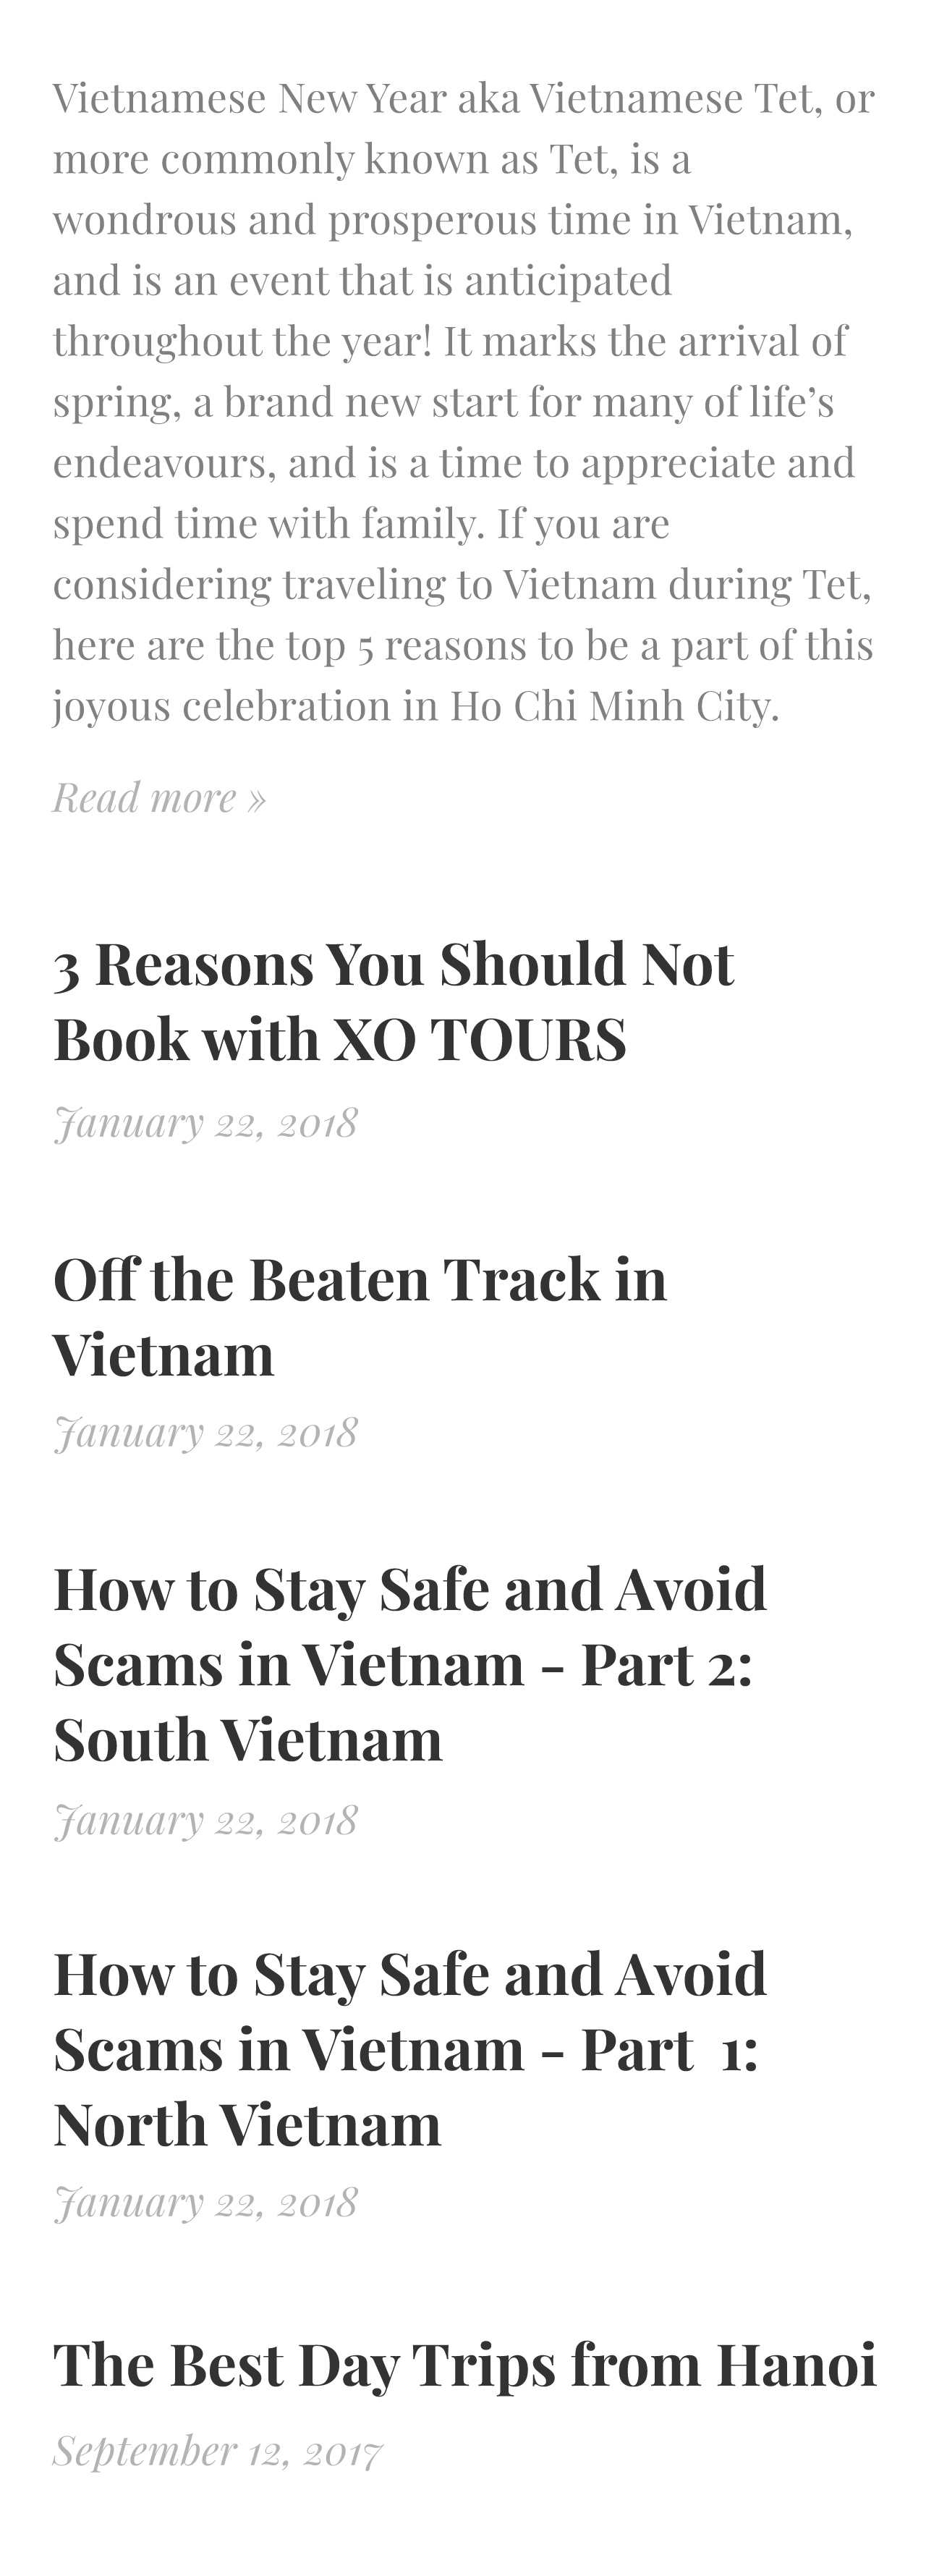 Vietnamese New Year aka Vietnamese Tet, or
more commonly known as Tet, is a
wondrous and prosperous time in Vietnam,
and is an event that is anticipated
throughout the year! It marks the arrival of
spring, a brand new start for many of life’s
endeavours, and is a time to appreciate and
spend time with family. If you are
considering traveling to Vietnam during Tet,
here are the top 5 reasons to be a part of this
joyous celebration in Ho Chi Minh City.
Read more »
3 Reasons You Should Not
Book with XO TOURS
January 22, 2018
Off the Beaten Track in
Vietnam
January 22, 2018
How to Stay Safe and Avoid
Scams in Vietnam - Part 2:
South Vietnam
January 22, 2018
How to Stay Safe and Avoid
Scams in Vietnam - Part  1:
North Vietnam
January 22, 2018
The Best Day Trips from Hanoi
September 12, 2017